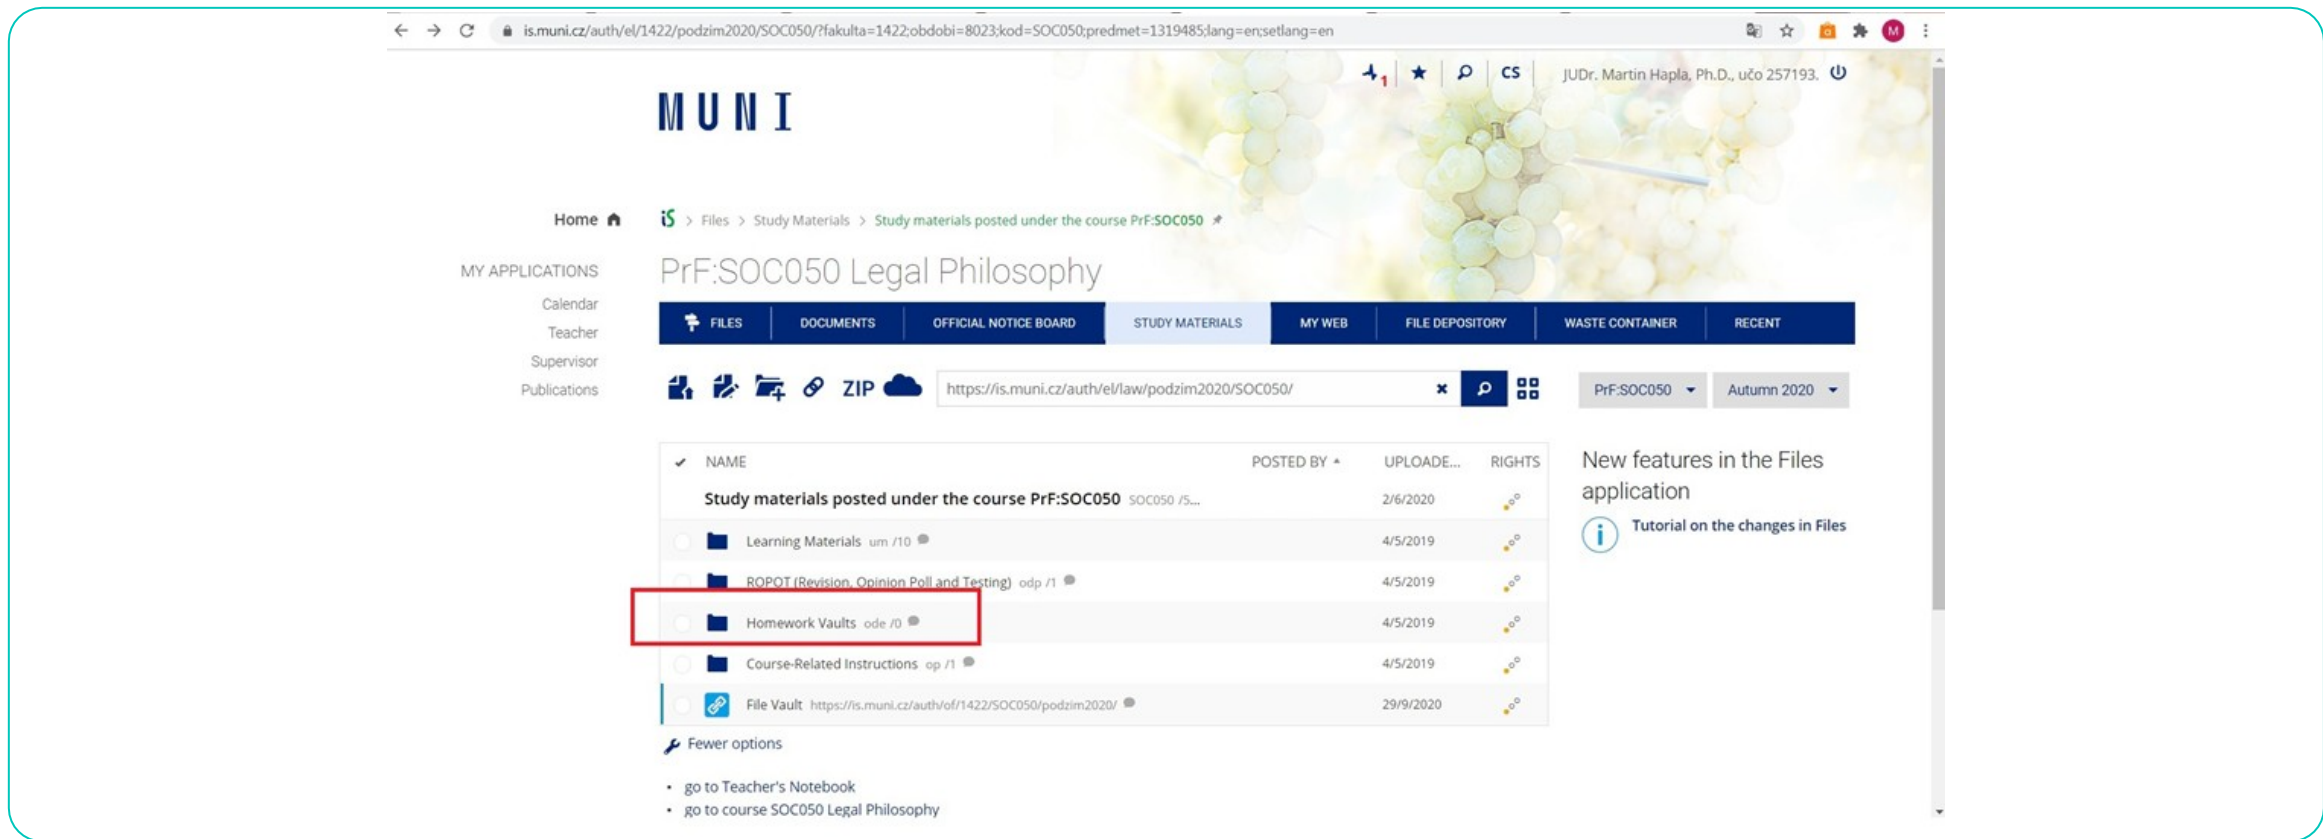 is.muni.cz/auth/el/1422/podzim2020/SOC050/?fakulta=1422;obdobi=8023;kod=SOC050;predmet=1319485;lang=en;setlang=en
M
1 CS JUDr. Martin Hapla, Ph.D., učo 257193.
MUNI
Home
iS > Files > Study Materials > Study materials posted under the course PrF:SOC050
MY APPLICATIONS
Calendar
Teacher
Supervisor
Publications
PrF:SOC050 Legal Philosophy
FILES DOCUMENTS OFFICIAL NOTICE BOARD STUDY MATERIALS MY WEB FILE DEPOSITORY WASTE CONTAINER RECENT
ZIP https://is.muni.cz/auth/el/law/podzim2020/SOC050/ PrF:SOC050 Autumn 2020
NAME POSTED BY UPLOADE... RIGHTS
Study materials posted under the course PrF:SOC050 SOC050 /5... 2/6/2020
Learning Materials um /10 4/5/2019
ROPOT (Revision, Opinion Poll and Testing) odp /1 4/5/2019
Homework Vaults ode /0 4/5/2019
Course-Related Instructions op /1 4/5/2019
File Vault https://is.muni.cz/auth/of/1422/SOC050/podzim2020/ 29/9/2020
Fewer options
• go to Teacher's Notebook
• go to course SOC050 Legal Philosophy
New features in the Files
application
i Tutorial on the changes in Files